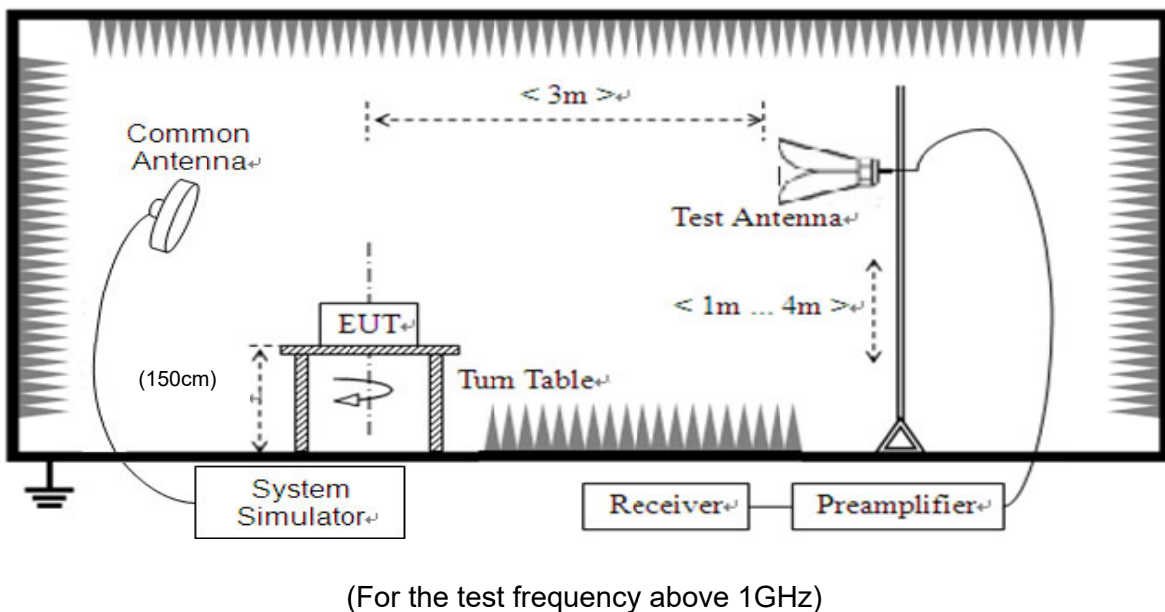 < 3m >↵
Common
Antenna↵
Test Antenna↵
< 1m ... 4m >↵
EUT↵
(150cm)
Turn Table↵
System
Simulator↵
Receiver↵
Preamplifier↵
(For the test frequency above 1GHz)